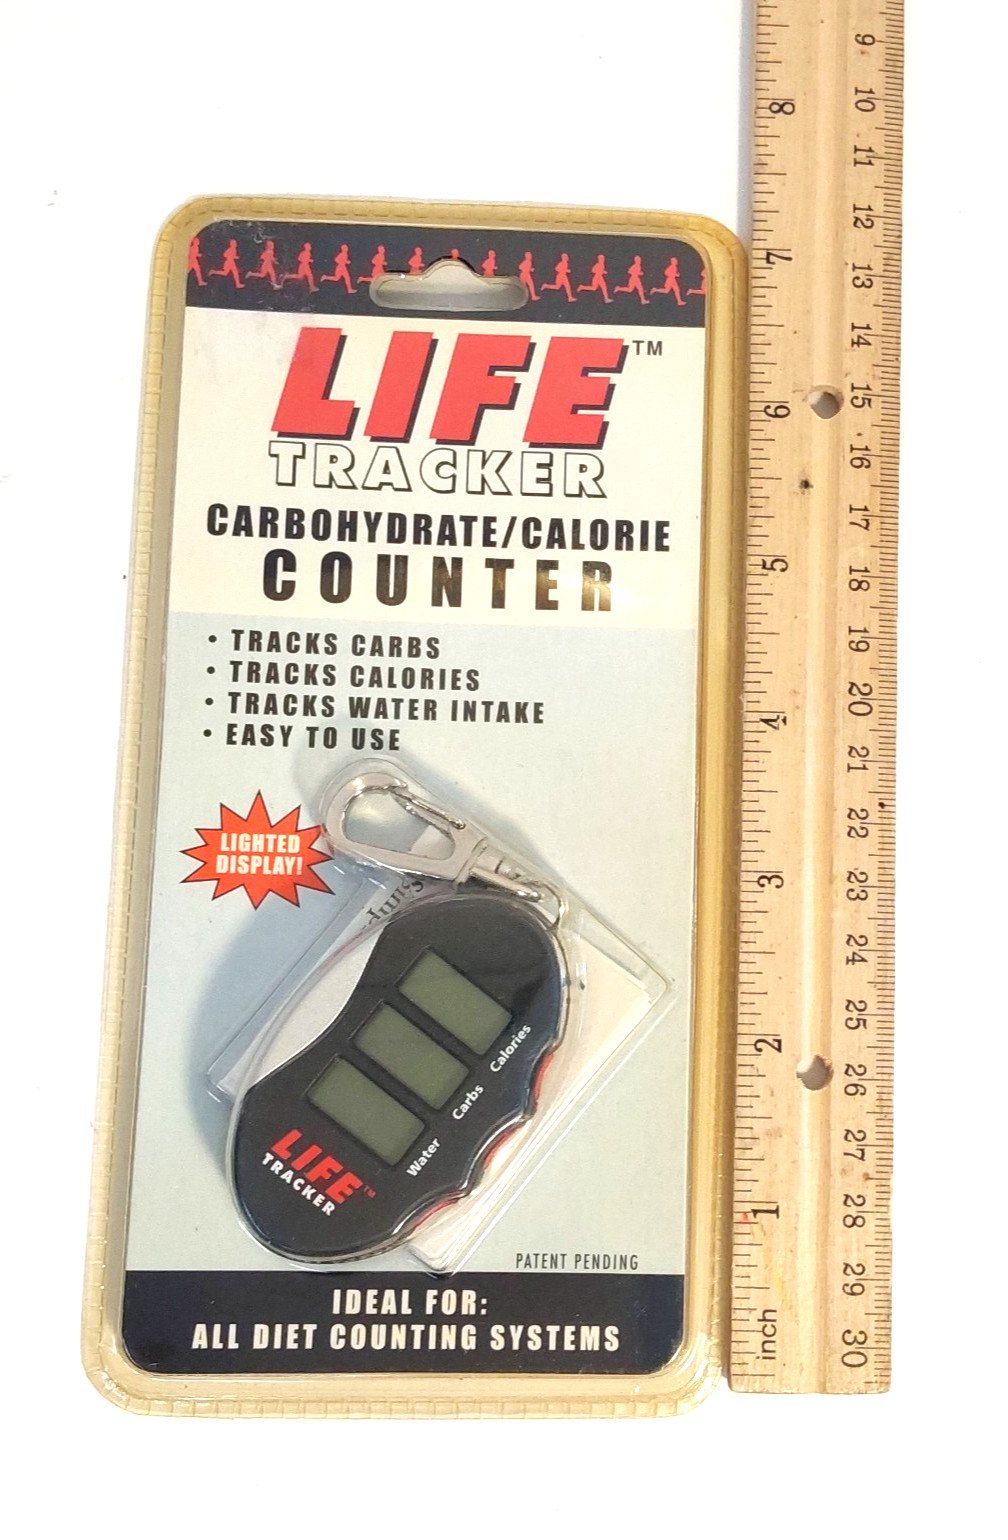 LIFE™
TRACKER
CARBOHYDRATE/CALORIE
COUNTER
• TRACKS CARBS
• TRACKS CALORIES
• TRACKS WATER INTAKE
• EASY TO USE
LIGHTED
DISPLAY!
Calories
Carbs
Water
LIFE™
TRACKER
PATENT PENDING
IDEAL FOR:
ALL DIET COUNTING SYSTEMS
8
7
6
5
4
3
2
1
inch
9
10
11
12
13
14
15
16
17
18
19
20
21
22
23
24
25
26
27
28
29
30